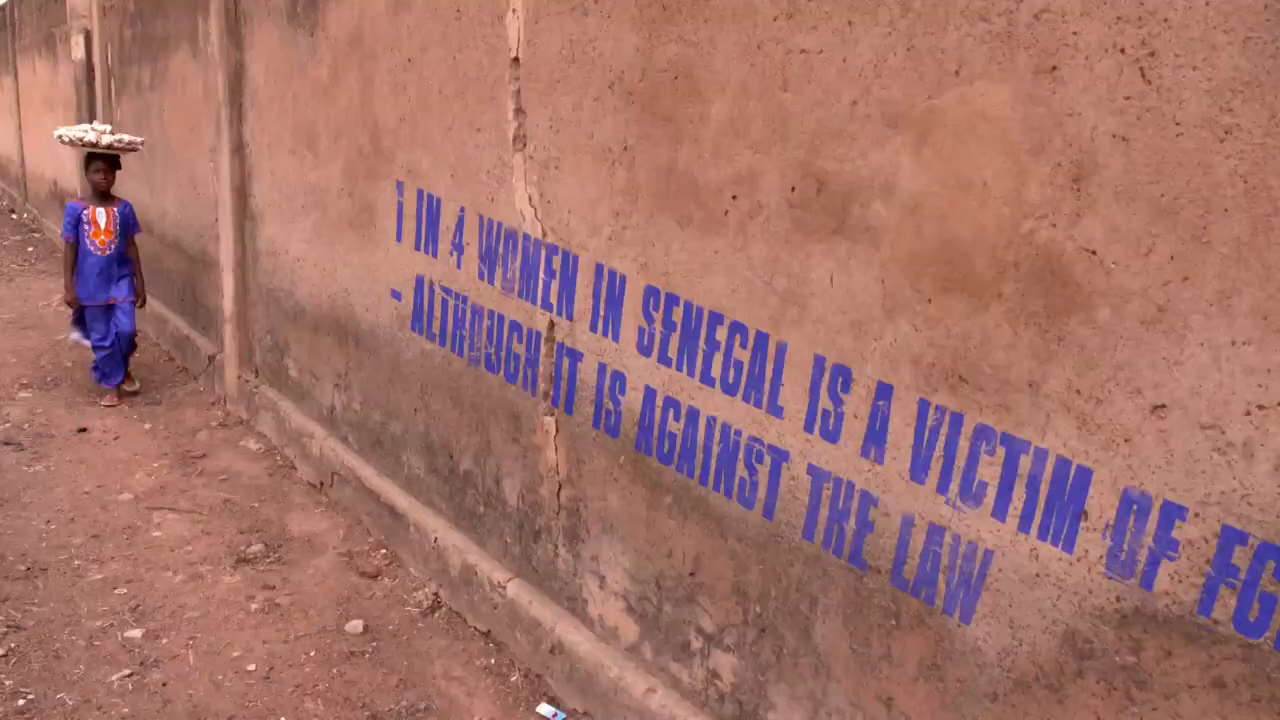 1 IN 4 WOMEN IN SENEGAL IS A VICTIM OF
- ALTHOUGH IT IS AGAINST THE LAW